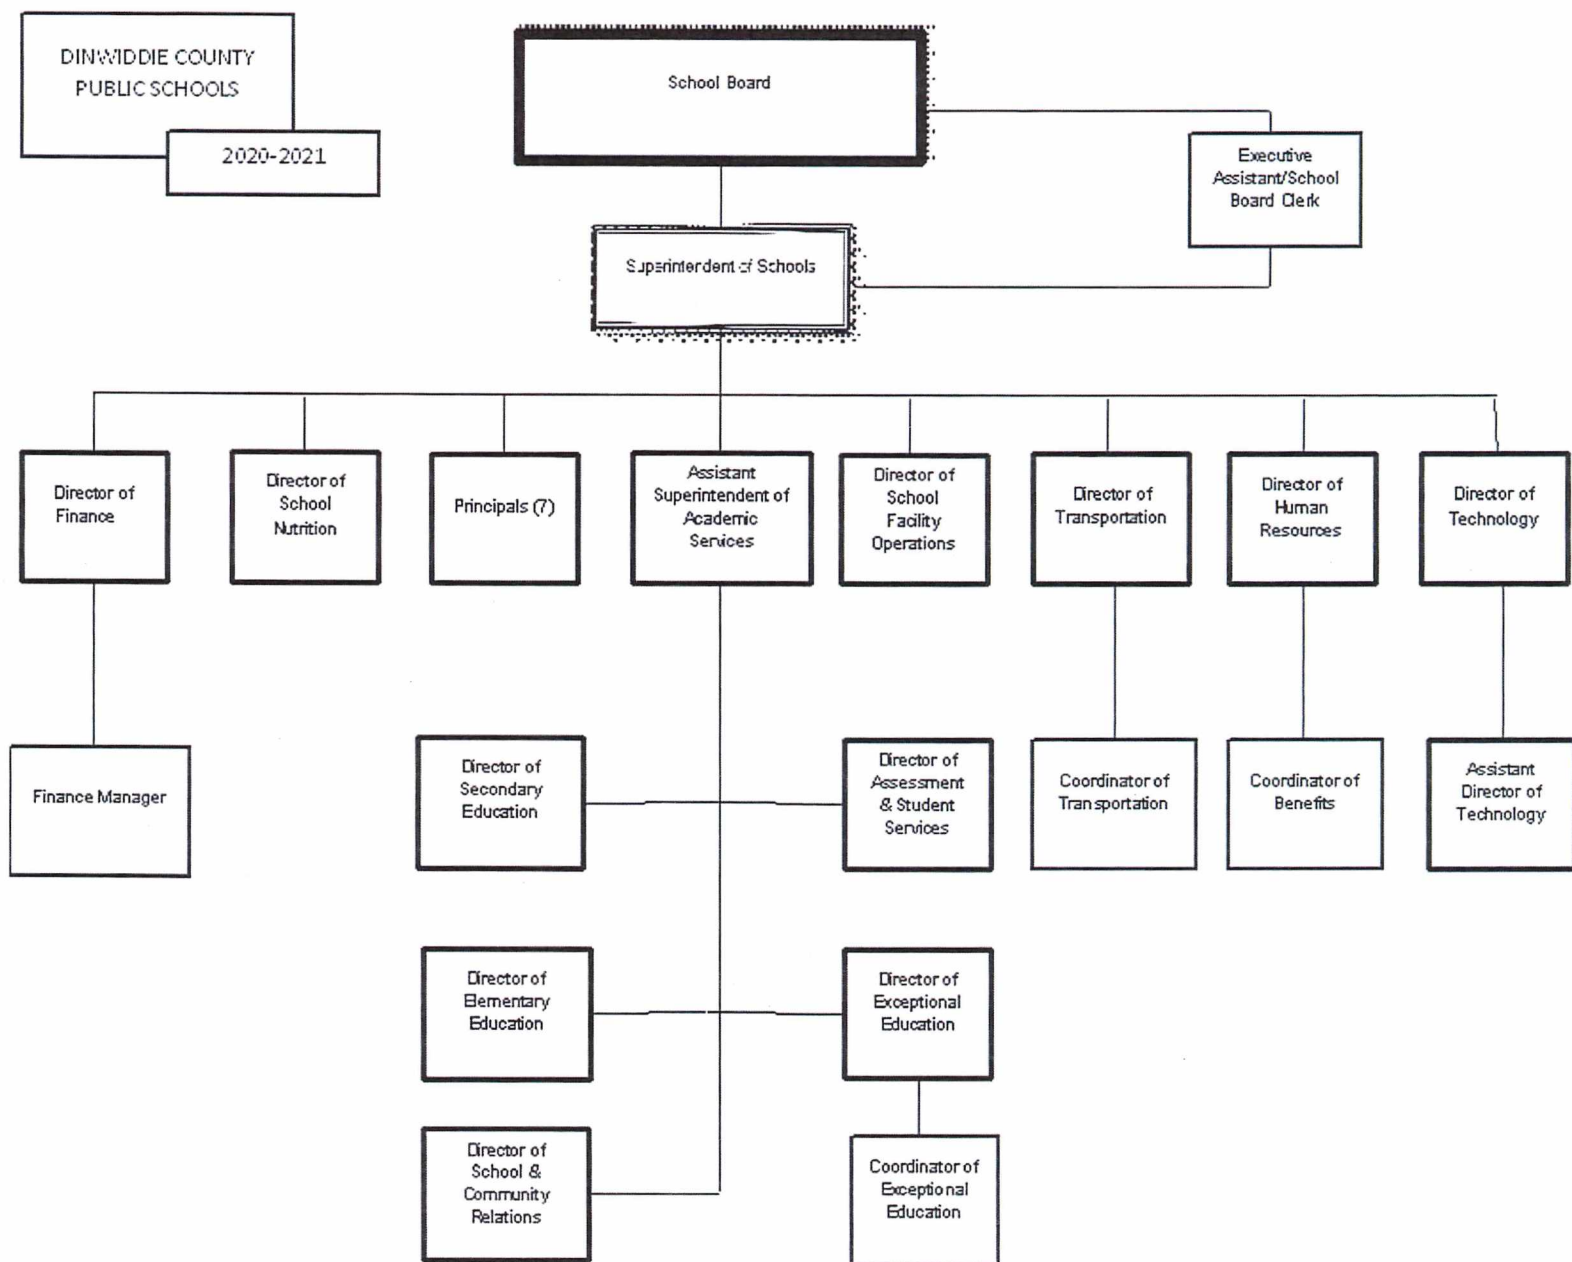 DINWIDDIE COUNTY
PUBLIC SCHOOLS
2020-2021
School Board
Executive
Assistant/School
Board Clerk
Superintendent of Schools
Director of
Finance
Director of
School
Nutrition
Principals (7)
Assistant
Superintendent of
Academic
Services
Director of
School
Facility
Operations
Director of
Transportation
Director of
Human
Resources
Director of
Technology
Finance Manager
Director of
Secondary
Education
Director of
Assessment
& Student
Services
Coordinator of
Transportation
Coordinator of
Benefits
Assistant
Director of
Technology
Director of
Elementary
Education
Director of
Exceptional
Education
Director of
School &
Community
Relations
Coordinator of
Exceptional
Education